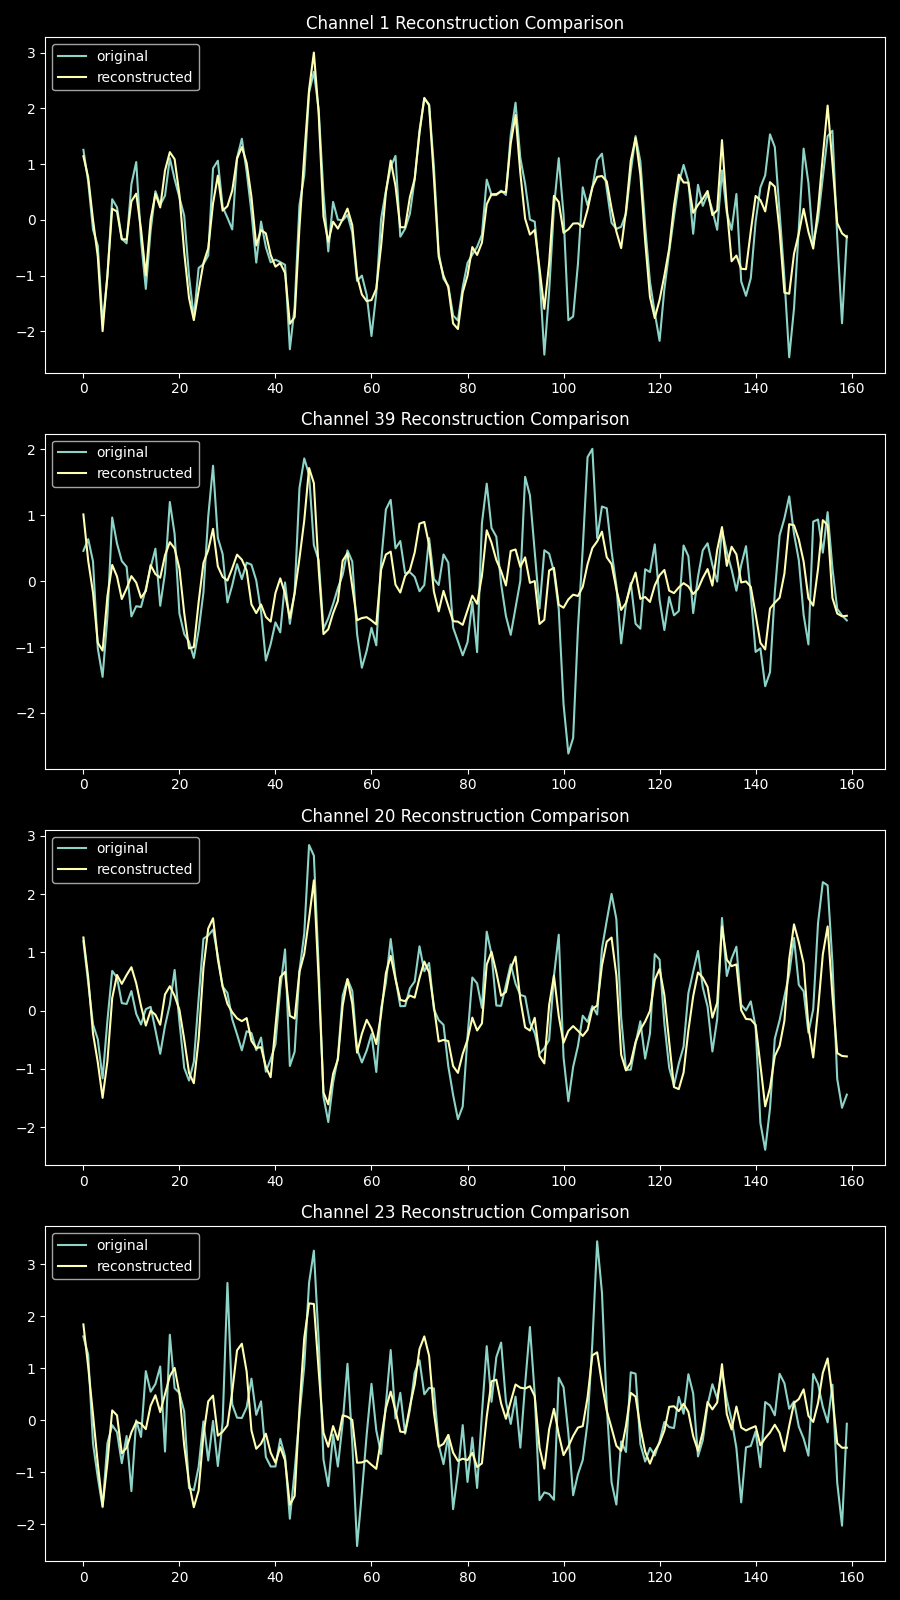 Channel 1 Reconstruction Comparison
original
reconstructed
3
2
1
0
−1
−2
0 20 40 60 80 100 120 140 160
Channel 39 Reconstruction Comparison
original
reconstructed
2
1
0
−1
−2
0 20 40 60 80 100 120 140 160
Channel 20 Reconstruction Comparison
original
reconstructed
3
2
1
0
−1
−2
0 20 40 60 80 100 120 140 160
Channel 23 Reconstruction Comparison
original
reconstructed
3
2
1
0
−1
−2
0 20 40 60 80 100 120 140 160